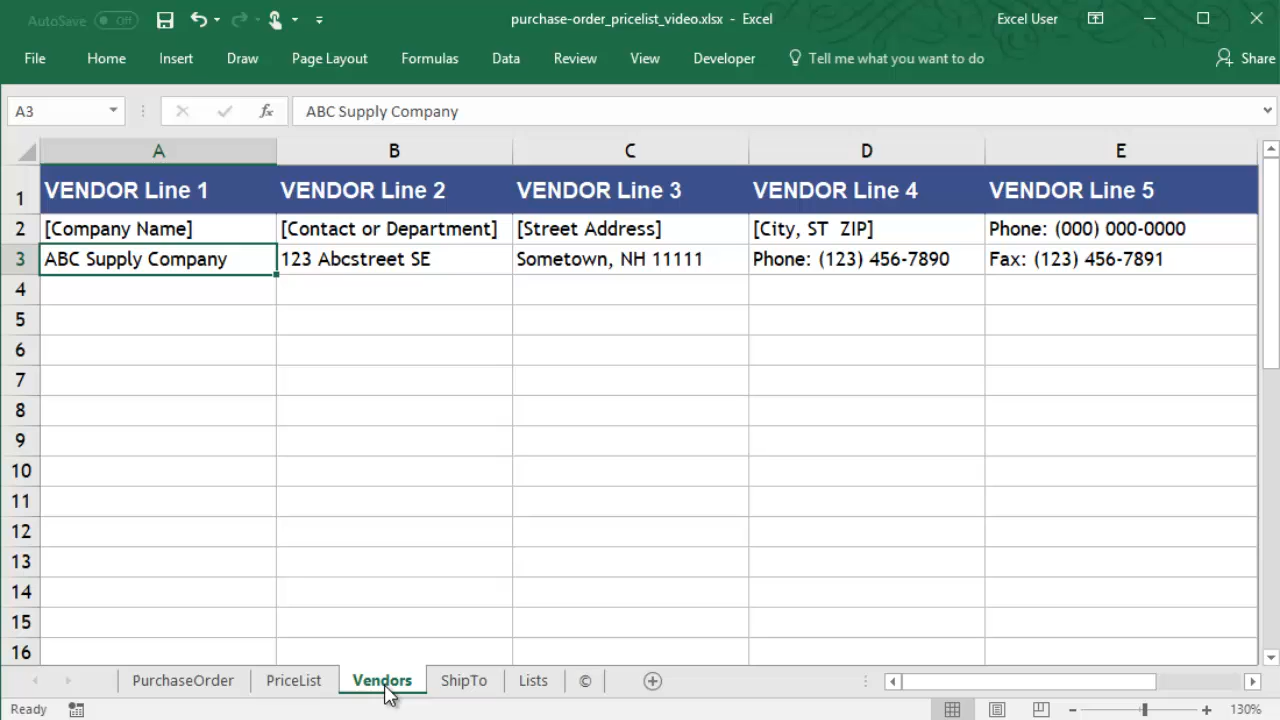 AutoSave Off purchase-order_pricelist_video.xlsx - Excel Excel User
File Home Insert Draw Page Layout Formulas Data Review View Developer Tell me what you want to do Share
A3 fx ABC Supply Company
A B C D E
1 VENDOR Line 1 VENDOR Line 2 VENDOR Line 3 VENDOR Line 4 VENDOR Line 5
2 [Company Name] [Contact or Department] [Street Address] [City, ST  ZIP] Phone: (000) 000-0000
3 ABC Supply Company 123 Abcstreet SE Sometown, NH 11111 Phone: (123) 456-7890 Fax: (123) 456-7891
4
5
6
7
8
9
10
11
12
13
14
15
16
PurchaseOrder PriceList Vendors ShipTo Lists ©
Ready 130%